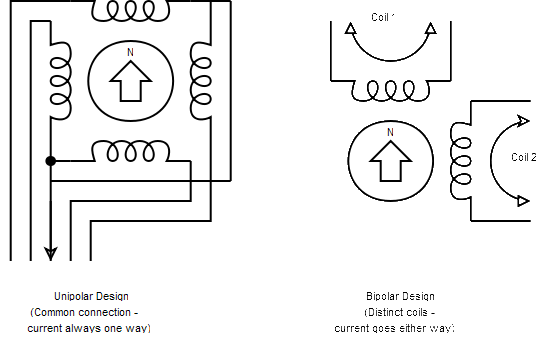 Coil 1
N
N
Coil 2
Unipolar Design
(Common connection -
current always one way)
Bipolar Design
(Distinct coils -
current goes either way)